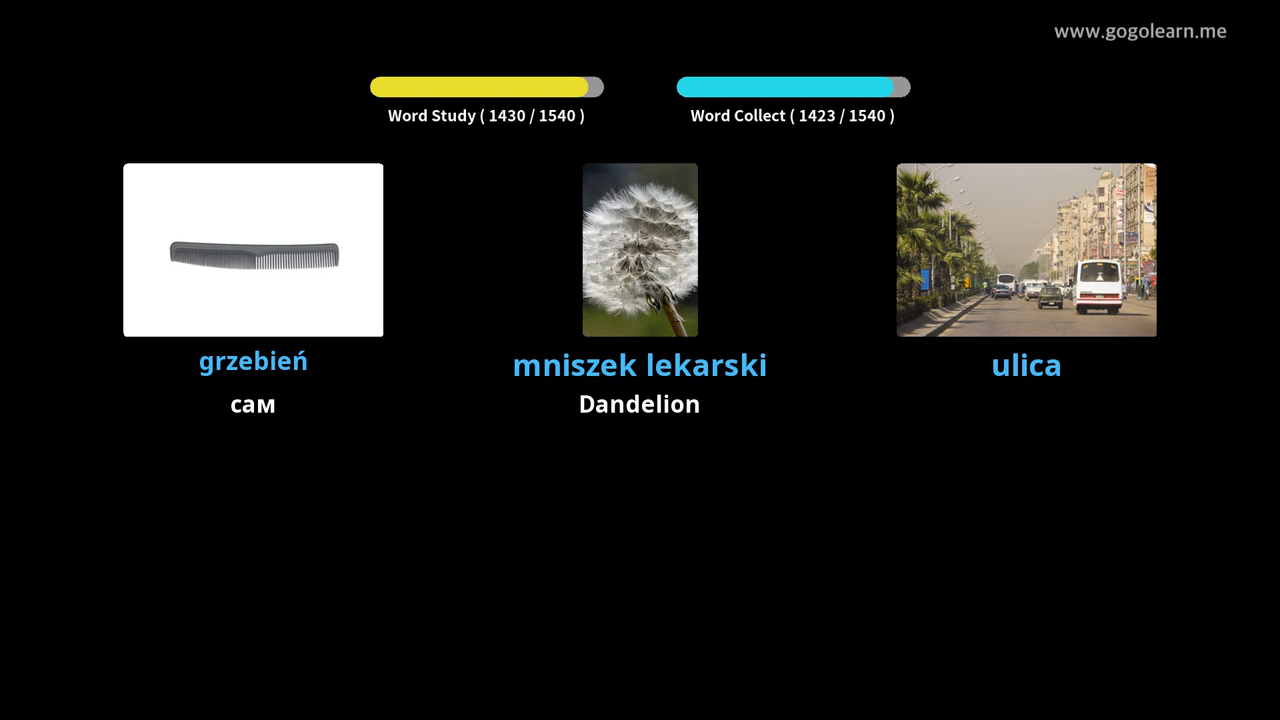 www.gogolearn.me
Word Study ( 1430 / 1540 )
Word Collect ( 1423 / 1540 )
grzebień
сам
mniszek lekarski
Dandelion
ulica